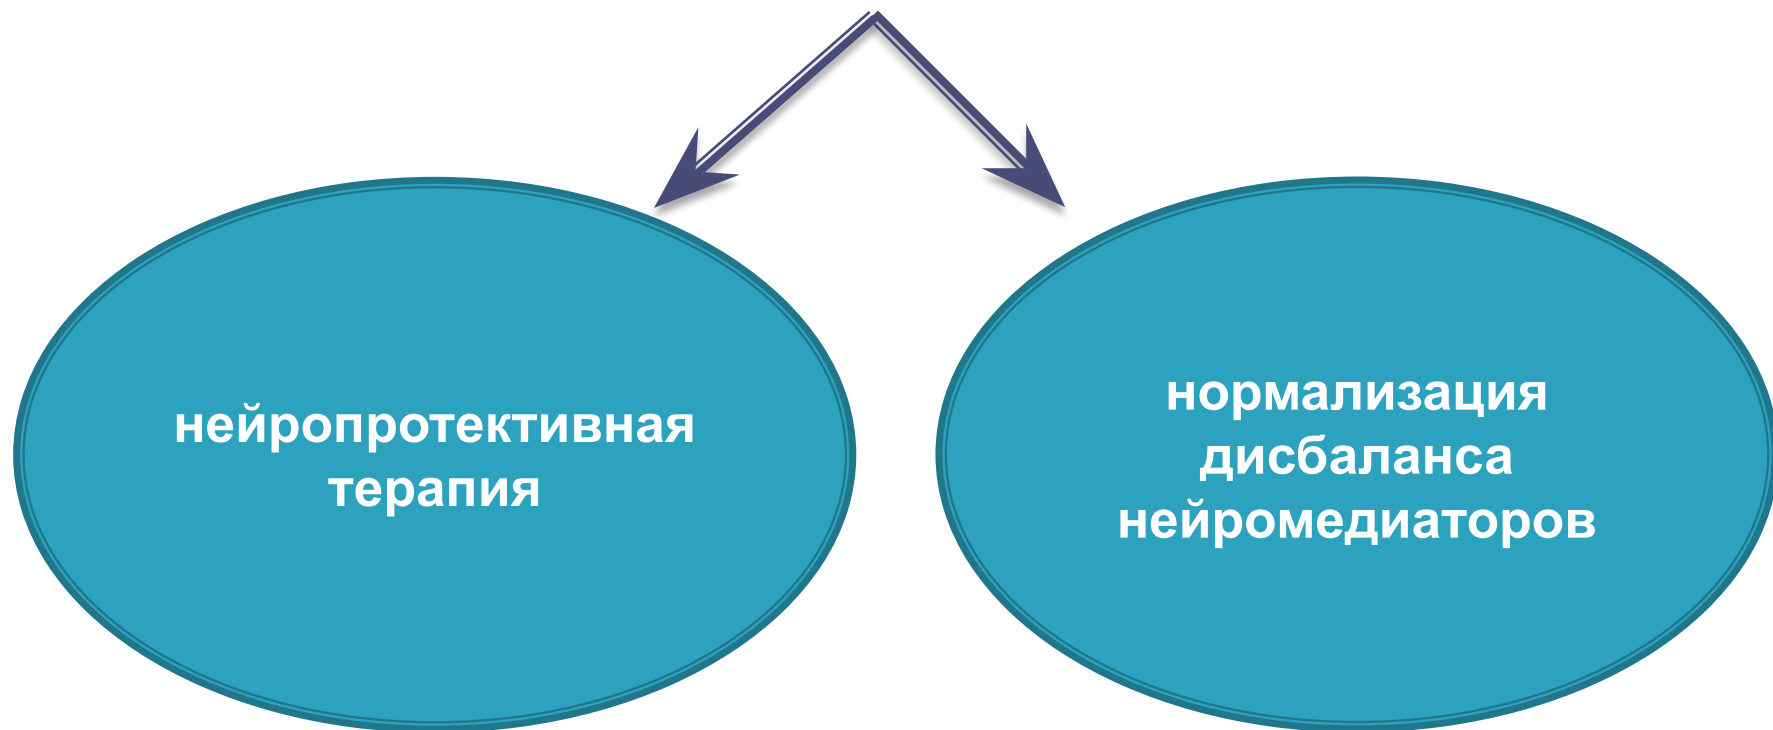 нейропротективная
терапия
нормализация
дисбаланса
нейромедиаторов